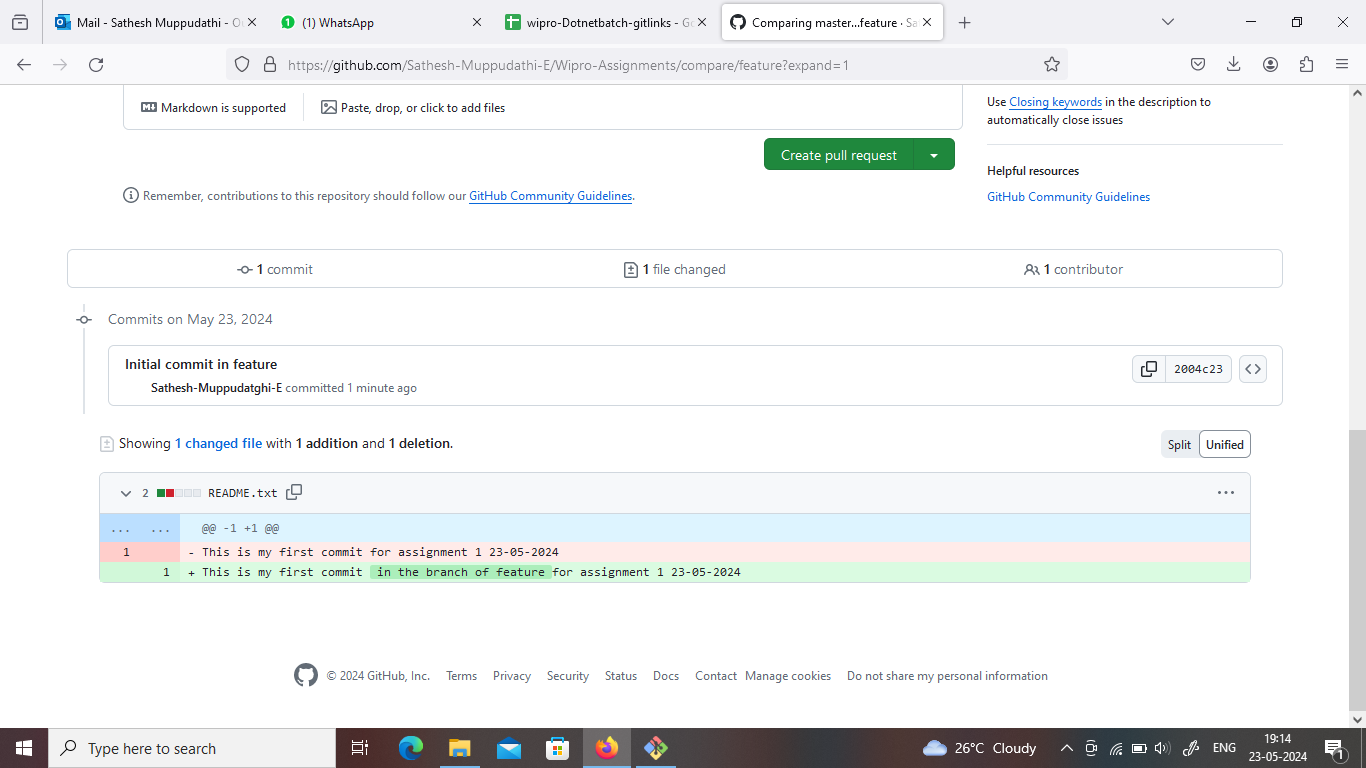 Mail - Sathesh Muppudathi - Ou
(1) WhatsApp
wipro-Dotnetbatch-gitlinks - Go
Comparing master...feature · Sa
https://github.com/Sathesh-Muppudathi-E/Wipro-Assignments/compare/feature?expand=1
Markdown is supported
Paste, drop, or click to add files
Use Closing keywords in the description to
automatically close issues
Create pull request
Helpful resources
Remember, contributions to this repository should follow our GitHub Community Guidelines.
GitHub Community Guidelines
1 commit
1 file changed
1 contributor
Commits on May 23, 2024
Initial commit in feature
Sathesh-Muppudatghi-E committed 1 minute ago
2004c23
Showing 1 changed file with 1 addition and 1 deletion.
Split Unified
2 README.txt
... ... @@ -1 +1 @@
1 - This is my first commit for assignment 1 23-05-2024
1 + This is my first commit in the branch of feature for assignment 1 23-05-2024
© 2024 GitHub, Inc. Terms Privacy Security Status Docs Contact Manage cookies Do not share my personal information
Type here to search
26°C Cloudy
ENG
19:14
23-05-2024
1